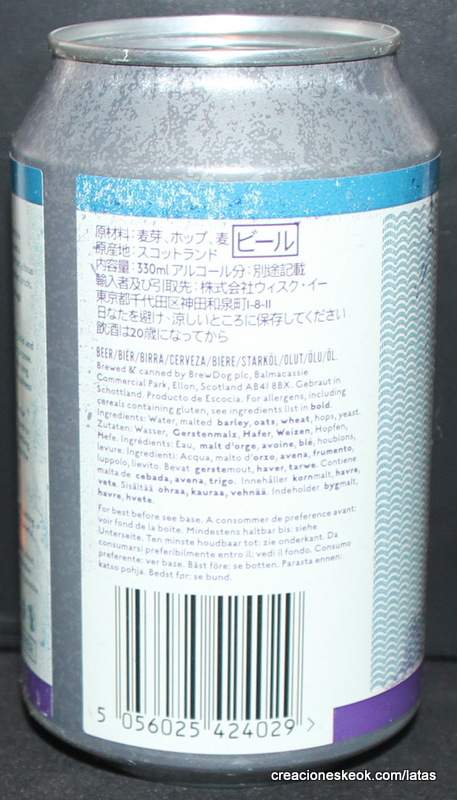 原材料：麦芽、ホップ、麦 ビール
原産地：スコットランド
内容量：330ml アルコール分：別途記載
輸入者及び引取先：株式会社ウィスク・イー
東京都千代田区神田和泉町1-8-11
日なたを避け、涼しいところに保存してください
飲酒は20歳になってから
BEER/BIER/BIRRA/CERVEZA/BIERE/STARKÖL/OLUT/ÕLU/ÖL.
Brewed & canned by BrewDog plc, Balmacassie
Commercial Park, Ellon, Scotland AB41 8BX. Gebraut in
Schottland. Producto de Escocia. For allergens, including
cereals containing gluten, see ingredients list in bold.
Ingredients: Water, malted barley, oats, wheat, hops, yeast.
Zutaten: Wasser, Gerstenmalz, Hafer, Weizen, Hopfen,
Hefe. Ingrédients: Eau, malt d'orge, avoine, blé, houblons,
levure. Ingredienti: Acqua, malto d'orzo, avena, frumento,
luppolo, lievito. Bevat gerstemout, haver, tarwe. Contiene
malta de cebada, avena, trigo. Innehåller kornmalt, havre,
vete. Sisältää ohraa, kauraa, vehnää. Indeholder bygmalt,
havre, hvete.
For best before see base. A consommer de preference avant:
voir fond de la boite. Mindestens haltbar bis: siehe
Unterseite. Ten minste houdbaar tot: zie onderkant. Da
consumarsi preferibilmente entro il: vedi il fondo. Consumo
preferente: ver base. Bäst före: se botten. Parasta ennen:
katso pohja. Bedst før: se bund.
5 056025 424029 >
creacioneskeok.com/latas